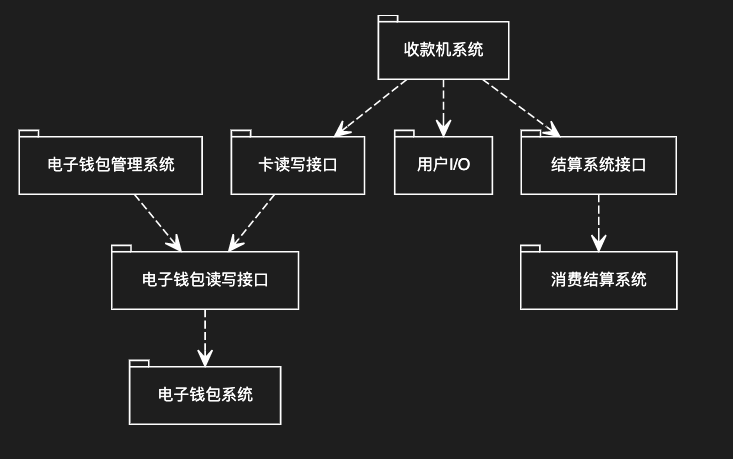 收款机系统
电子钱包管理系统
卡读写接口
用户I/O
结算系统接口
电子钱包读写接口
消费结算系统
电子钱包系统